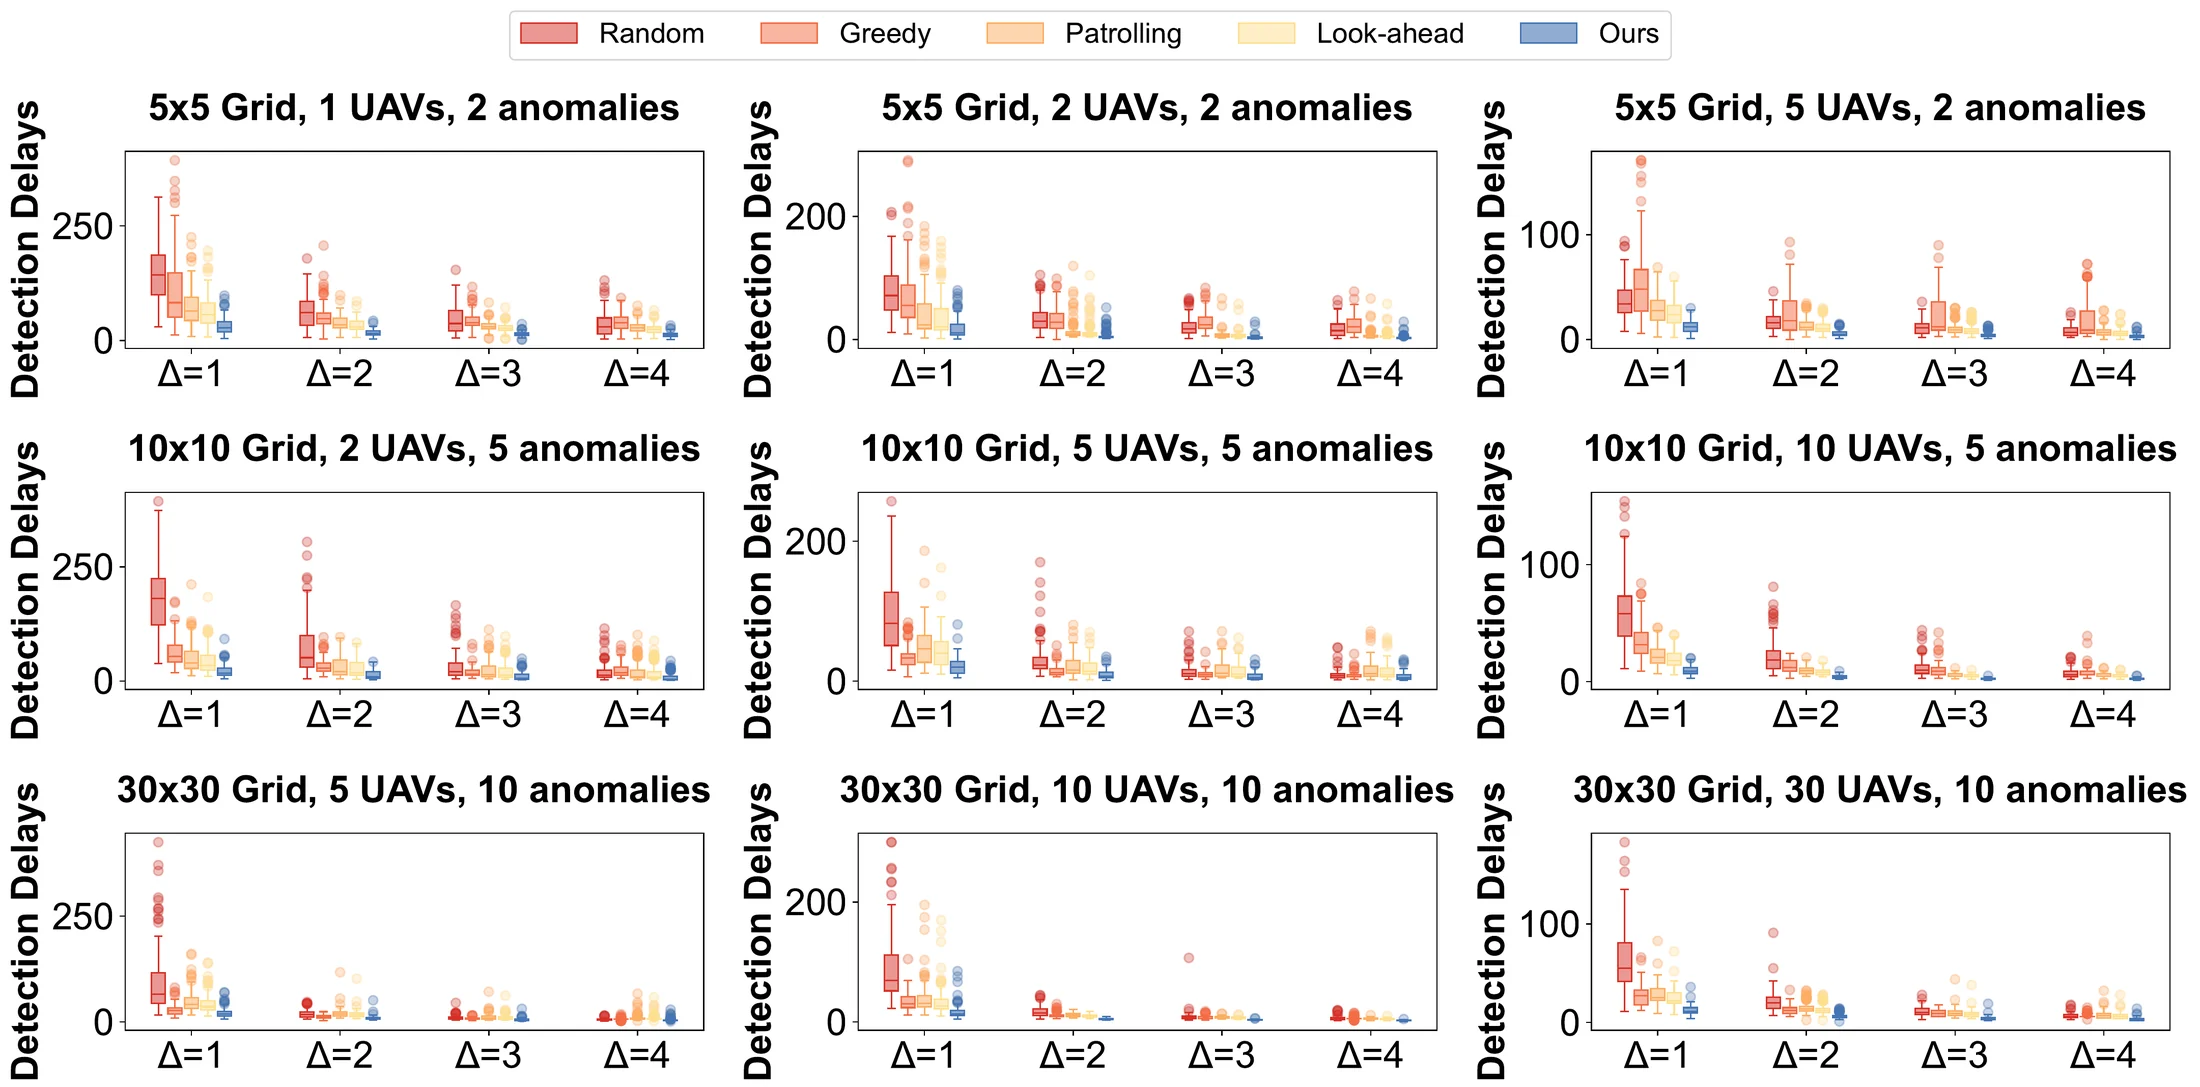 Random Greedy Patrolling Look-ahead Ours
5x5 Grid, 1 UAVs, 2 anomalies
Detection Delays
250
0
Δ=1 Δ=2 Δ=3 Δ=4
5x5 Grid, 2 UAVs, 2 anomalies
Detection Delays
200
0
Δ=1 Δ=2 Δ=3 Δ=4
5x5 Grid, 5 UAVs, 2 anomalies
Detection Delays
100
0
Δ=1 Δ=2 Δ=3 Δ=4
10x10 Grid, 2 UAVs, 5 anomalies
Detection Delays
250
0
Δ=1 Δ=2 Δ=3 Δ=4
10x10 Grid, 5 UAVs, 5 anomalies
Detection Delays
200
0
Δ=1 Δ=2 Δ=3 Δ=4
10x10 Grid, 10 UAVs, 5 anomalies
Detection Delays
100
0
Δ=1 Δ=2 Δ=3 Δ=4
30x30 Grid, 5 UAVs, 10 anomalies
Detection Delays
250
0
Δ=1 Δ=2 Δ=3 Δ=4
30x30 Grid, 10 UAVs, 10 anomalies
Detection Delays
200
0
Δ=1 Δ=2 Δ=3 Δ=4
30x30 Grid, 30 UAVs, 10 anomalies
Detection Delays
100
0
Δ=1 Δ=2 Δ=3 Δ=4